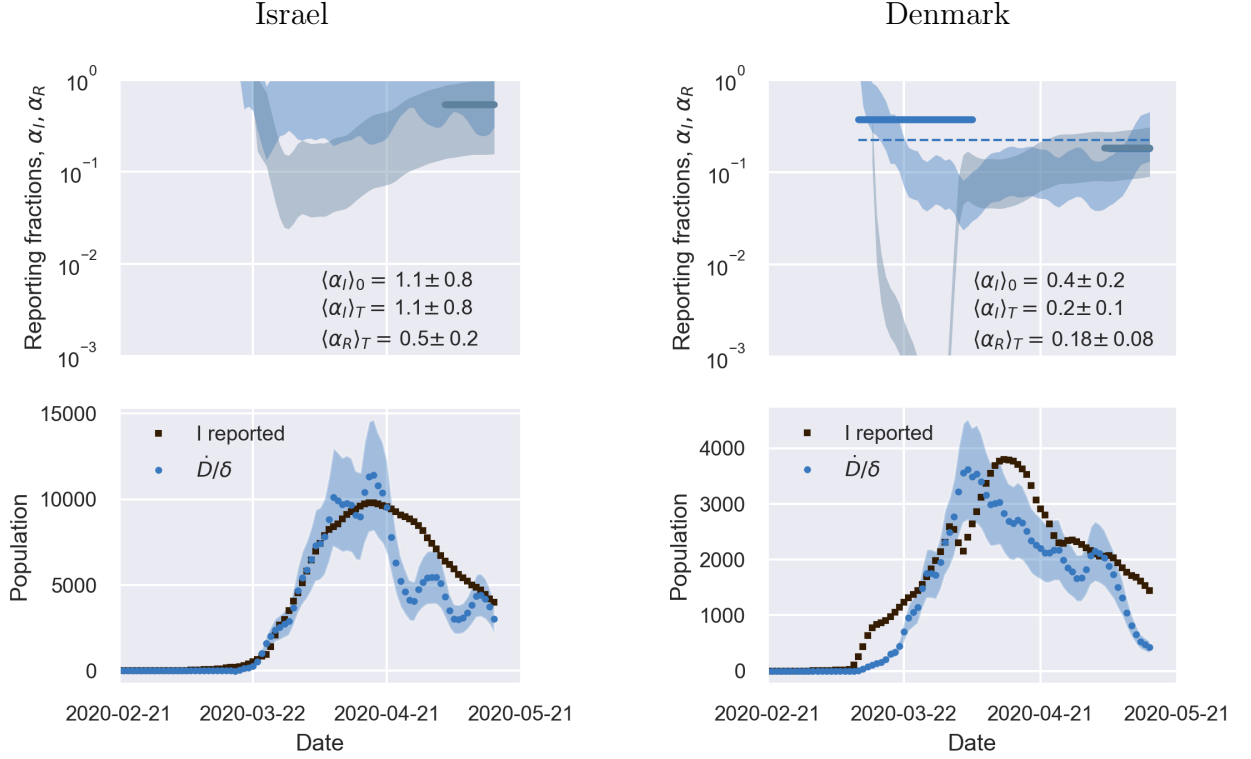 Israel
Reporting fractions, α_I, α_R
10^0
10^−1
10^−2
10^−3
⟨α_I⟩_0 = 1.1 ± 0.8
⟨α_I⟩_T = 1.1 ± 0.8
⟨α_R⟩_T = 0.5 ± 0.2
Population
15000
10000
5000
0
I reported
Ḋ/δ
2020-02-21 2020-03-22 2020-04-21 2020-05-21
Date
Denmark
Reporting fractions, α_I, α_R
10^0
10^−1
10^−2
10^−3
⟨α_I⟩_0 = 0.4 ± 0.2
⟨α_I⟩_T = 0.2 ± 0.1
⟨α_R⟩_T = 0.18 ± 0.08
Population
4000
3000
2000
1000
0
I reported
Ḋ/δ
2020-02-21 2020-03-22 2020-04-21 2020-05-21
Date